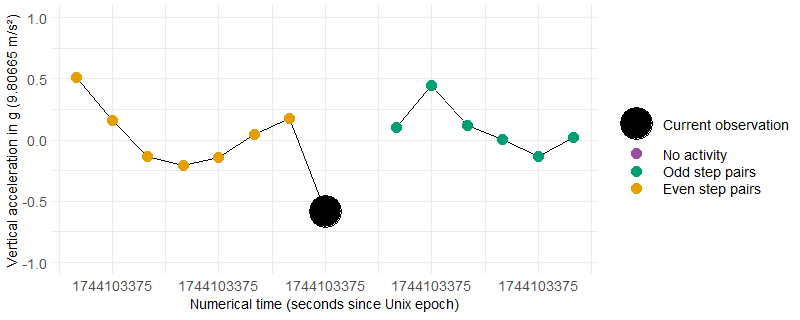 Vertical acceleration in g (9.80665 m/s²)
1.0
0.5
0.0
-0.5
-1.0
1744103375 1744103375 1744103375 1744103375 1744103375
Numerical time (seconds since Unix epoch)
Current observation
No activity
Odd step pairs
Even step pairs